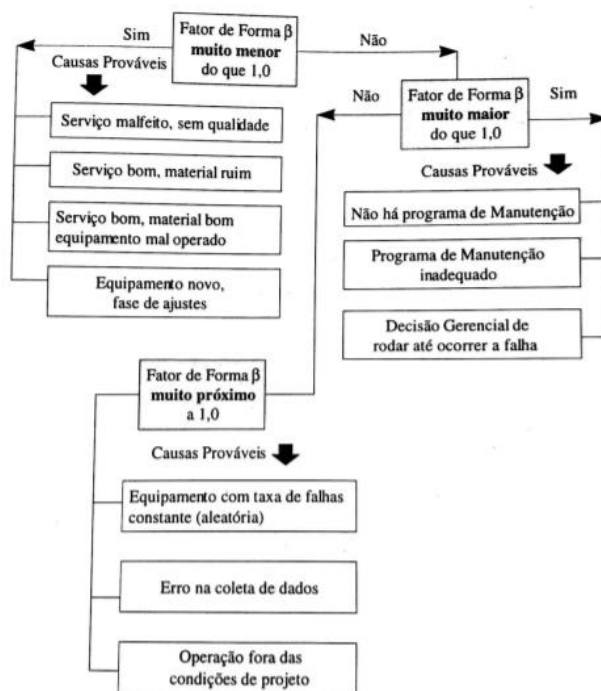 Sim
Fator de Forma β
muito menor
do que 1,0
Não
Causas Prováveis
Serviço malfeito, sem qualidade
Serviço bom, material ruim
Serviço bom, material bom
equipamento mal operado
Equipamento novo,
fase de ajustes
Não
Fator de Forma β
muito maior
do que 1,0
Sim
Causas Prováveis
Não há programa de Manutenção
Programa de Manutenção
inadequado
Decisão Gerencial de
rodar até ocorrer a falha
Fator de Forma β
muito próximo
a 1,0
Causas Prováveis
Equipamento com taxa de falhas
constante (aleatória)
Erro na coleta de dados
Operação fora das
condições de projeto